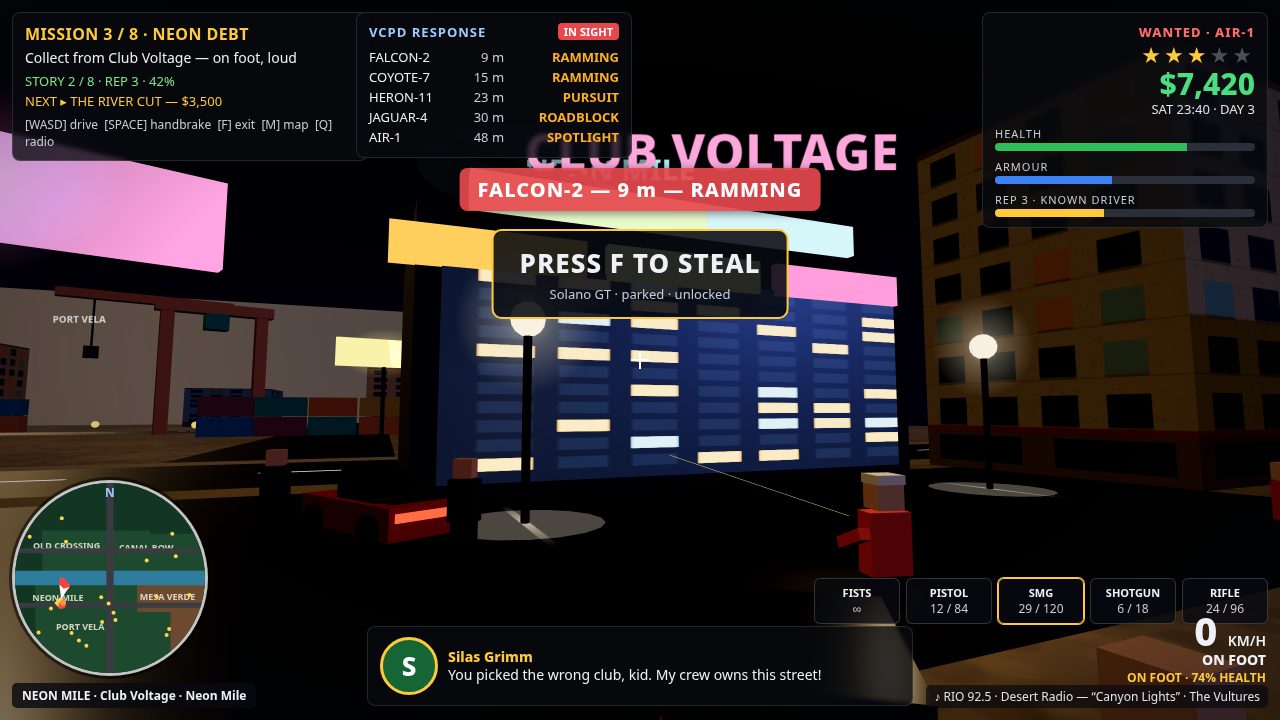 MISSION 3 / 8 · NEON DEBT
Collect from Club Voltage — on foot, loud
STORY 2 / 8 · REP 3 · 42%
NEXT ▸ THE RIVER CUT — $3,500
[WASD] drive [SPACE] handbrake [F] exit [M] map [Q]
radio
VCPD RESPONSE
IN SIGHT
FALCON-2 9 m RAMMING
COYOTE-7 15 m RAMMING
HERON-11 23 m PURSUIT
JAGUAR-4 30 m ROADBLOCK
AIR-1 48 m SPOTLIGHT
WANTED · AIR-1
★★★★★
$7,420
SAT 23:40 · DAY 3
HEALTH
ARMOUR
REP 3 · KNOWN DRIVER
CLUB VOLTAGE
MILE
FALCON-2 — 9 m — RAMMING
PRESS F TO STEAL
Solano GT · parked · unlocked
PORT VELA
N
OLD CROSSING
CANAL ROW
NEON MILE
MESA VERDE
PORT VELA
NEON MILE · Club Voltage · Neon Mile
S
Silas Grimm
You picked the wrong club, kid. My crew owns this street!
FISTS
∞
PISTOL
12 / 84
SMG
29 / 120
SHOTGUN
6 / 18
RIFLE
24 / 96
0 KM/H
ON FOOT
ON FOOT · 74% HEALTH
♪ RIO 92.5 · Desert Radio — “Canyon Lights” · The Vultures